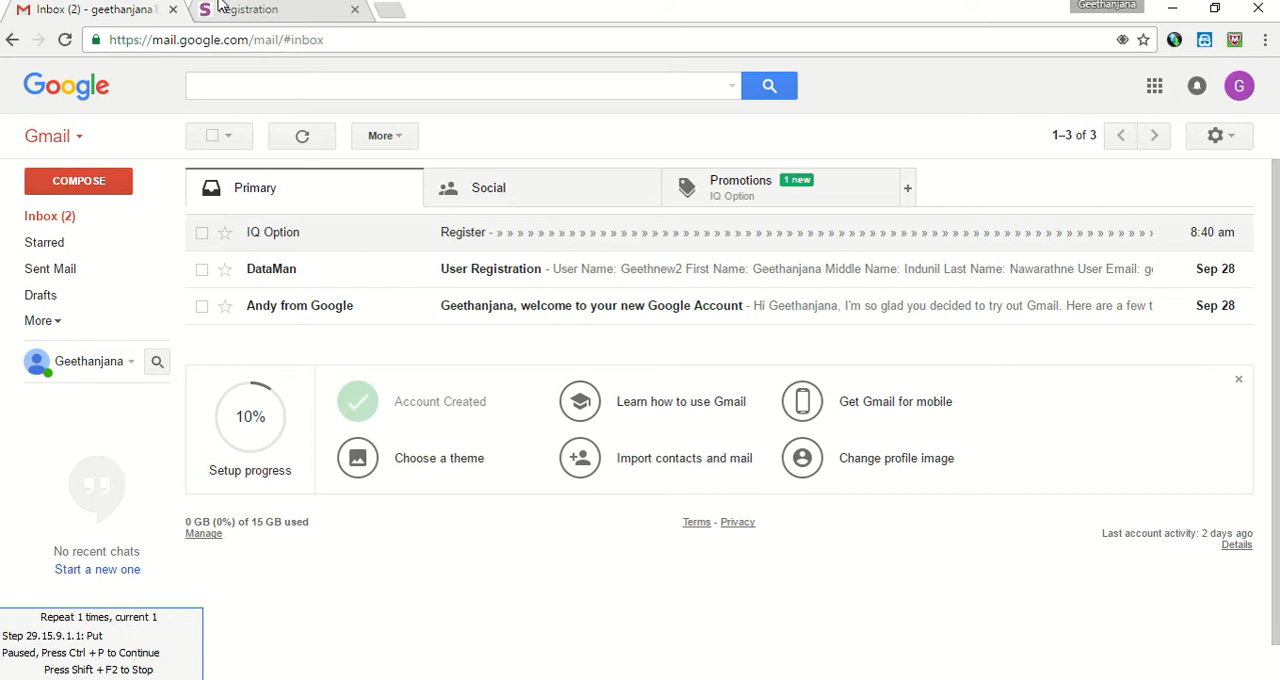 Inbox (2) - geethanjana1
S
egistration
Geethanjana
https://mail.google.com/mail/#inbox
Google
G
Gmail
More
1–3 of 3
COMPOSE
Primary
Social
Promotions 1 new
IQ Option
Inbox (2)
Starred
Sent Mail
Drafts
More
IQ Option Register - » » » » » » » » » » » » » » » » » » » » » » » » » » » » » » » » » » » » » » » » » » » » » » » » » » › 8:40 am
DataMan User Registration - User Name: Geethnew2 First Name: Geethanjana Middle Name: Indunil Last Name: Nawarathne User Email: ge Sep 28
Andy from Google Geethanjana, welcome to your new Google Account - Hi Geethanjana, I'm so glad you decided to try out Gmail. Here are a few t Sep 28
Geethanjana
10%
Setup progress
Account Created
Learn how to use Gmail
Get Gmail for mobile
Choose a theme
Import contacts and mail
Change profile image
0 GB (0%) of 15 GB used
Manage
Terms - Privacy
Last account activity: 2 days ago
Details
No recent chats
Start a new one
Repeat 1 times, current 1
Step 29.15.9.1.1: Put
Paused, Press Ctrl + P to Continue
Press Shift + F2 to Stop